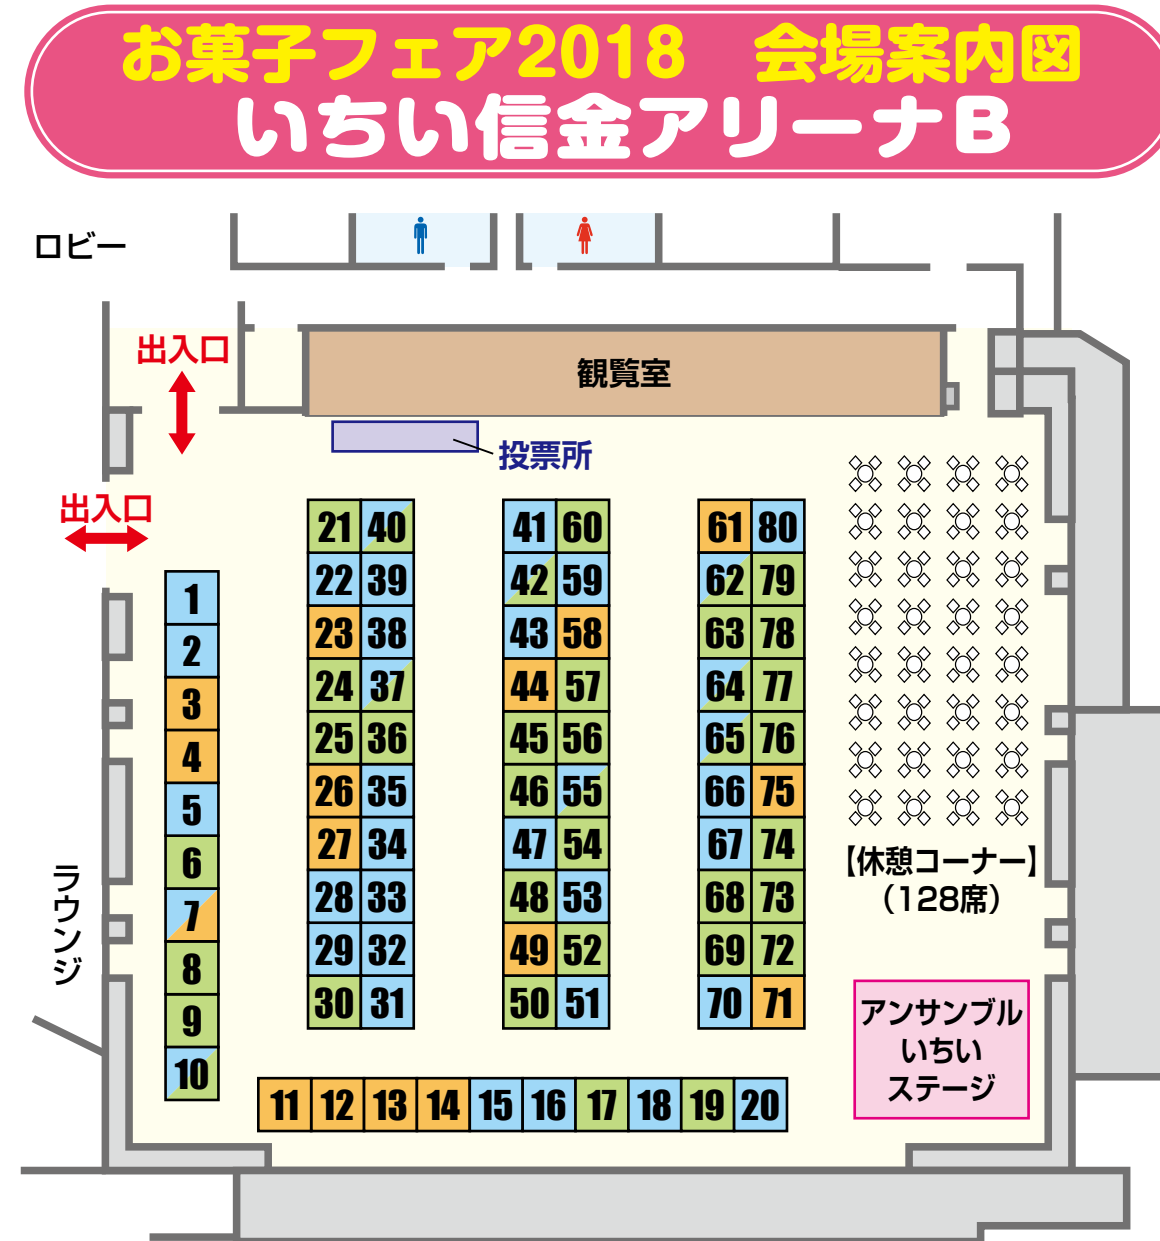 お菓子フェア2018　会場案内図
いちい信金アリーナB
ロビー
出入口
観覧室
投票所
出入口
21 40 41 60 61 80
22 39 42 59 62 79
23 38 43 58 63 78
24 37 44 57 64 77
25 36 45 56 65 76
26 35 46 55 66 75
27 34 47 54 67 74
28 33 48 53 68 73
29 32 49 52 69 72
30 31 50 51 70 71
1
2
3
4
5
6
7
8
9
10
11 12 13 14 15 16 17 18 19 20
ラウンジ
【休憩コーナー】
（128席）
アンサンブル
いちい
ステージ